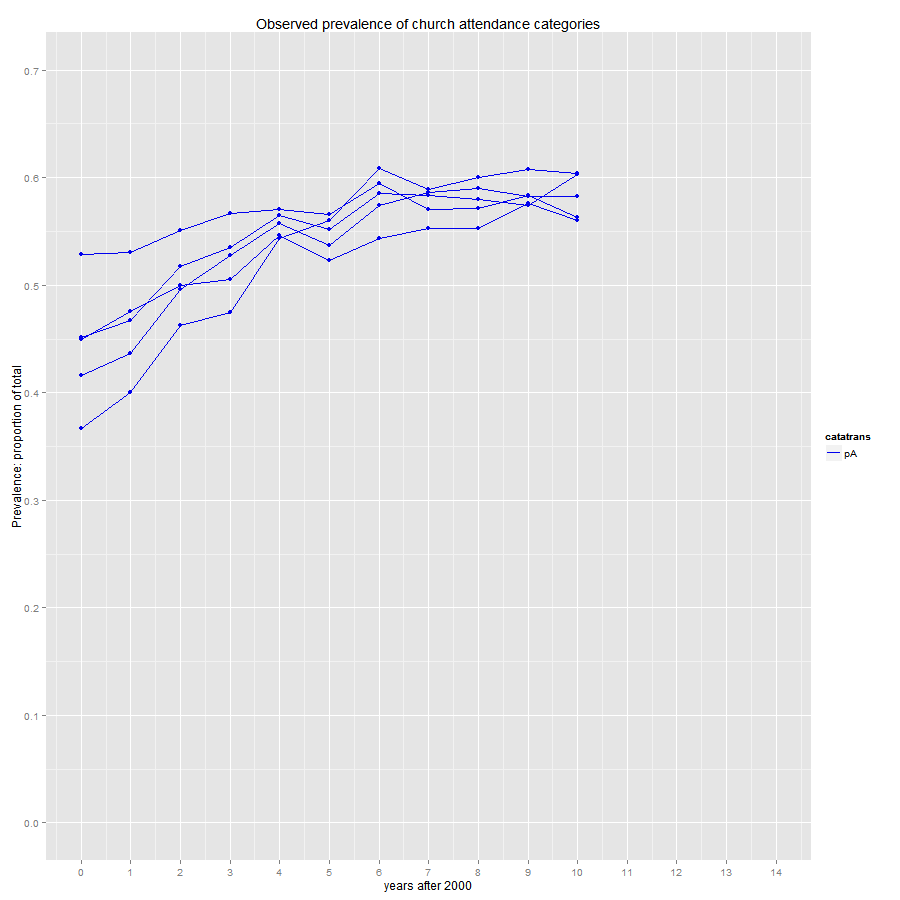 Observed prevalence of church attendance categories
Prevalence: proportion of total
0.7
0.6
0.5
0.4
0.3
0.2
0.1
0.0
0 1 2 3 4 5 6 7 8 9 10 11 12 13 14
years after 2000
catatrans
pA